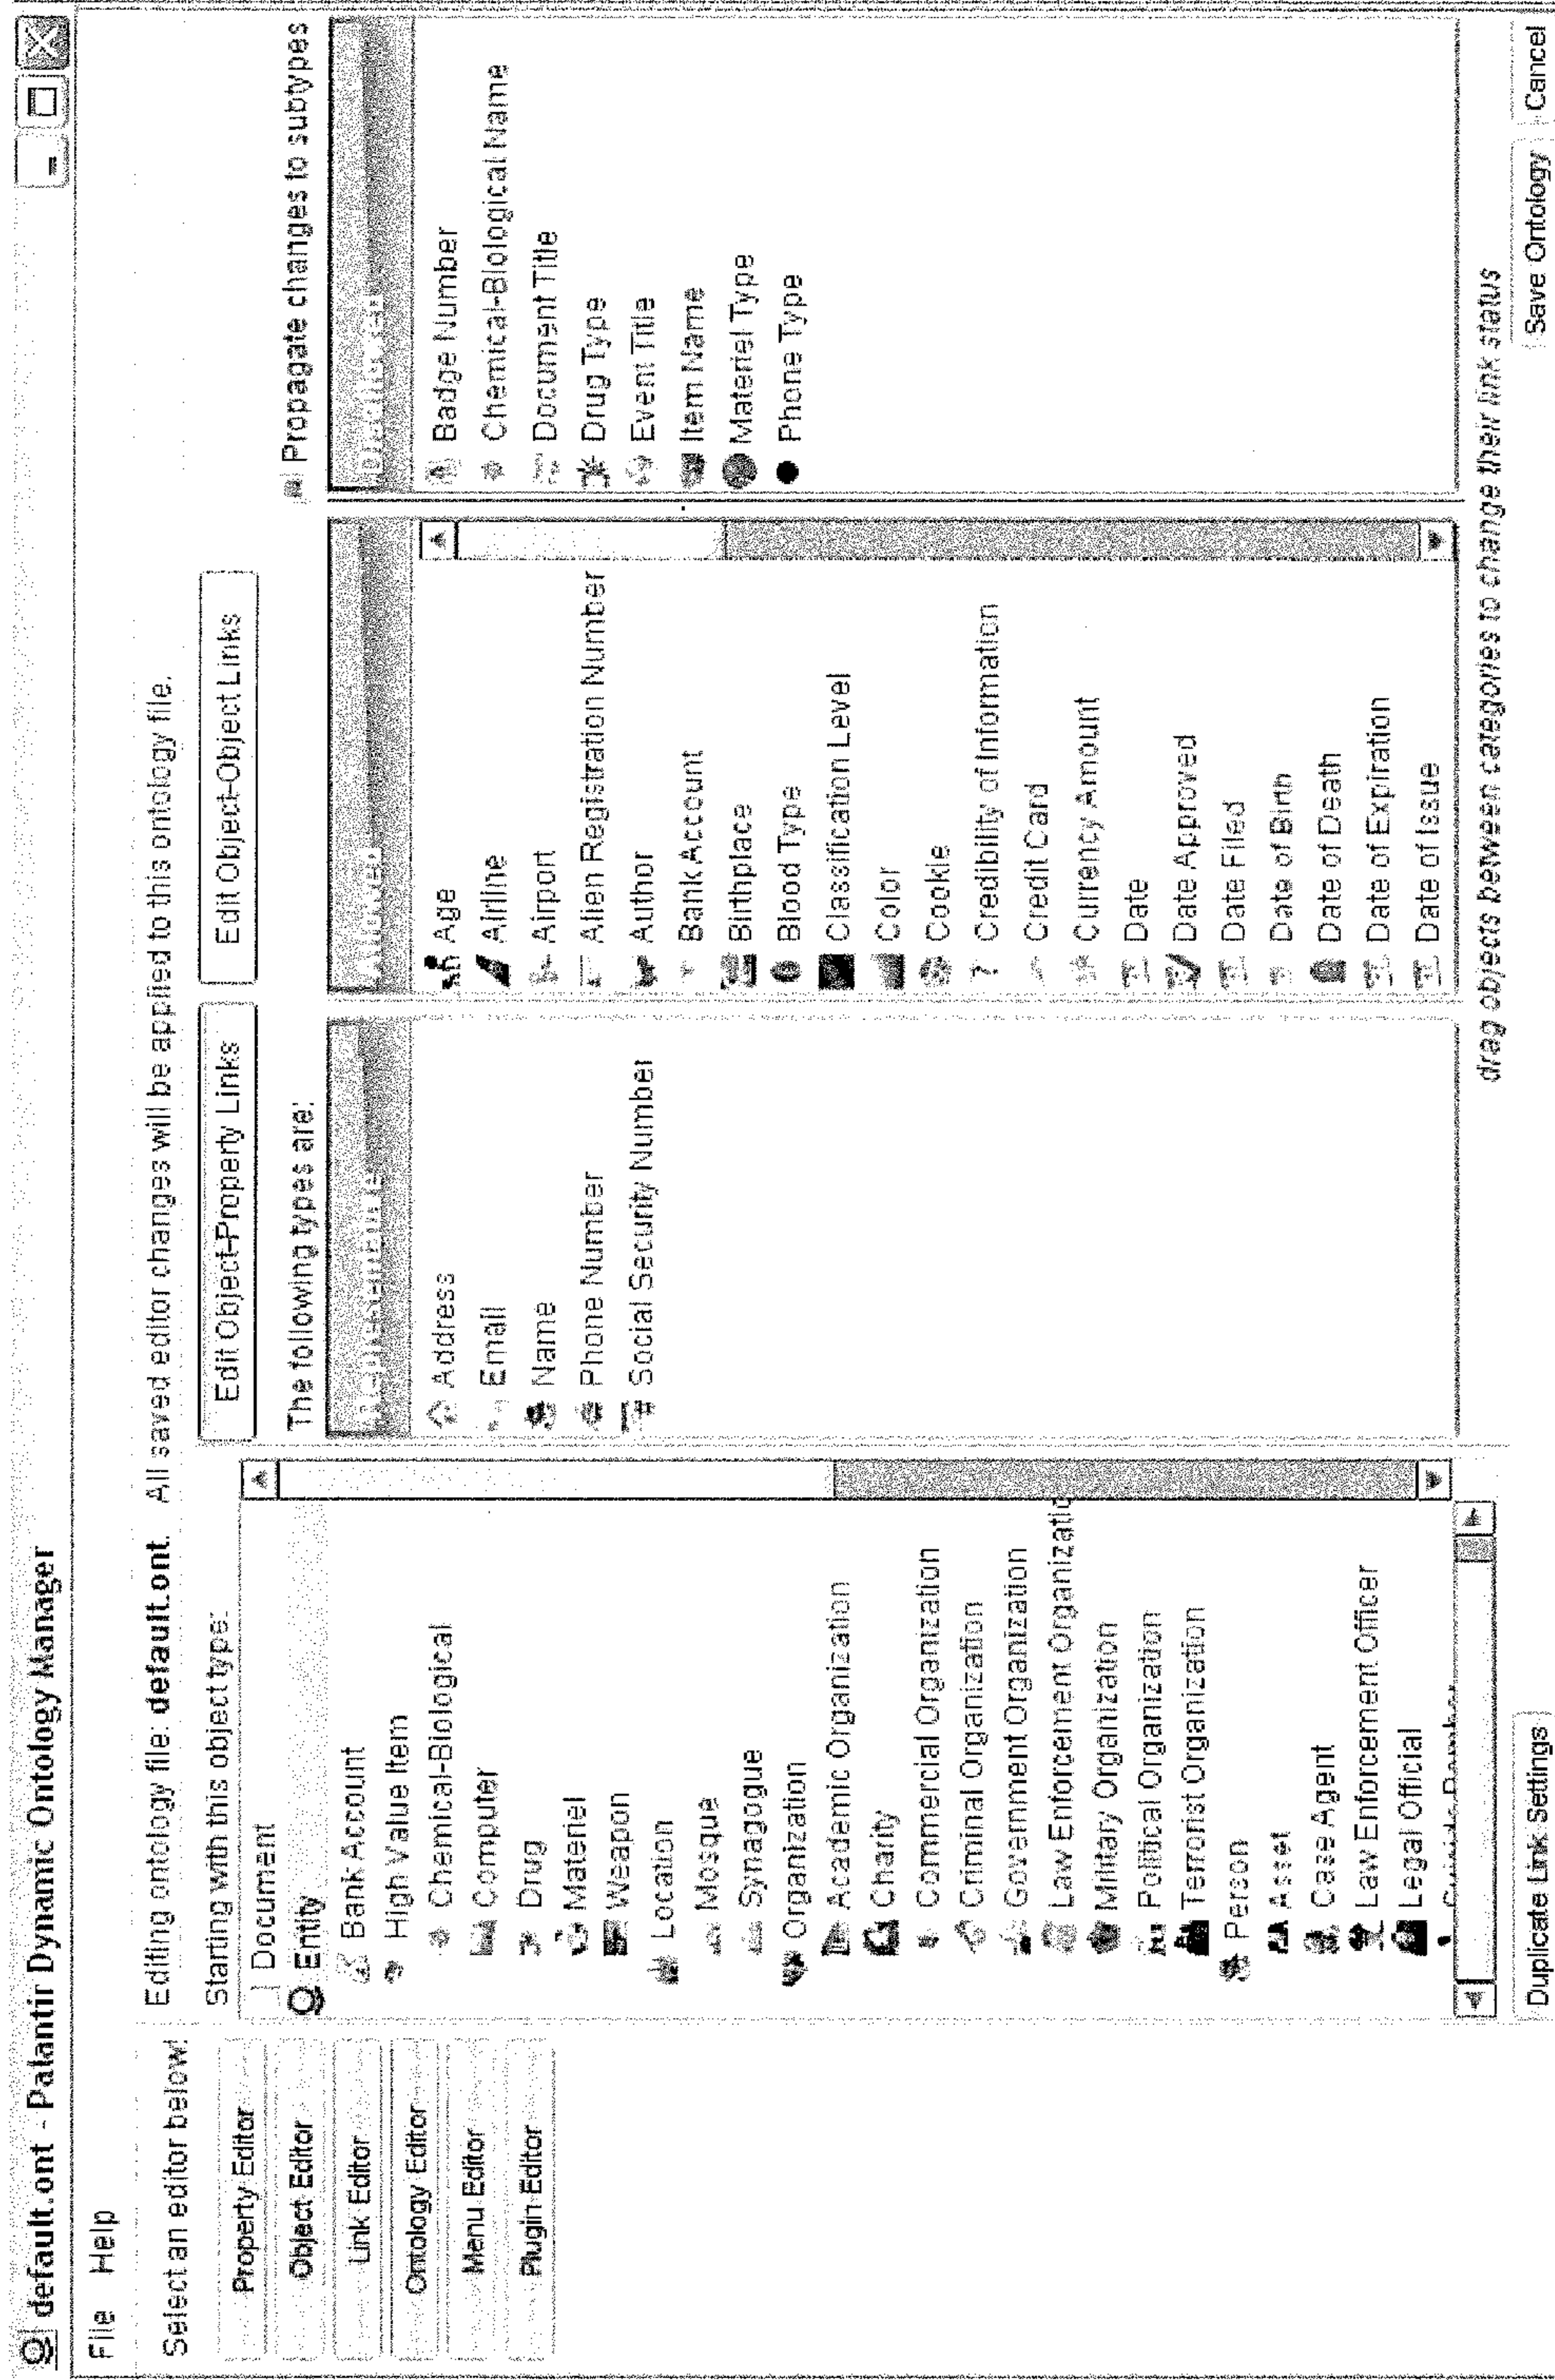 default.ont - Palantir Dynamic Ontology Manager
File Help
Select an editor below:
Property Editor
Object Editor
Link Editor
Ontology Editor
Menu Editor
Plugin Editor
Editing ontology file: default.ont. All saved editor changes will be applied to this ontology file.
Starting with this object type:
Document
Entity
Bank Account
High Value Item
Chemical-Biological
Computer
Drug
Materiel
Weapon
Location
Mosque
Synagogue
Organization
Academic Organization
Charity
Commercial Organization
Criminal Organization
Government Organization
Law Enforcement Organizatio
Military Organization
Political Organization
Terrorist Organization
Person
Asset
Case Agent
Law Enforcement Officer
Legal Official
Duplicate Link Settings
Edit Object-Property Links
Edit Object-Object Links
The following types are:
Propagate changes to subtypes
Address
Email
Name
Phone Number
Social Security Number
Allowed
Age
Airline
Airport
Alien Registration Number
Author
Bank Account
Birthplace
Blood Type
Classification Level
Color
Cookie
Credibility of Information
Credit Card
Currency Amount
Date
Date Approved
Date Filed
Date of Birth
Date of Death
Date of Expiration
Date of Issue
Badge Number
Chemical-Biological Name
Document Title
Drug Type
Event Title
Item Name
Materiel Type
Phone Type
drag objects between categories to change their link status
Save Ontology
Cancel